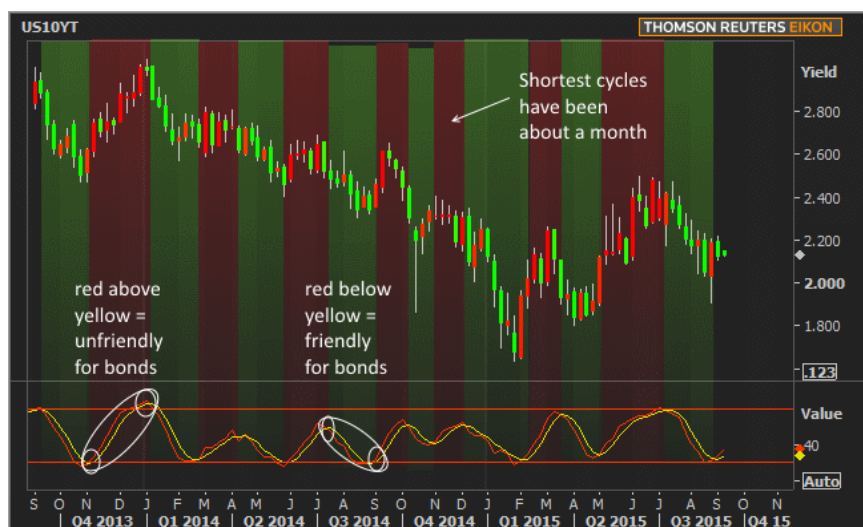 US10YT
THOMSON REUTERS EIKON
Yield
Shortest cycles
have been
about a month
2.800
2.600
2.400
2.200
2.000
1.800
.123
red above
yellow =
unfriendly
for bonds
red below
yellow =
friendly
for bonds
Value
40
Auto
S O N D J F M A M J J A S O N D J F M A M J J A S O N
Q4 2013 Q1 2014 Q2 2014 Q3 2014 Q4 2014 Q1 2015 Q2 2015 Q3 2015 Q4 15